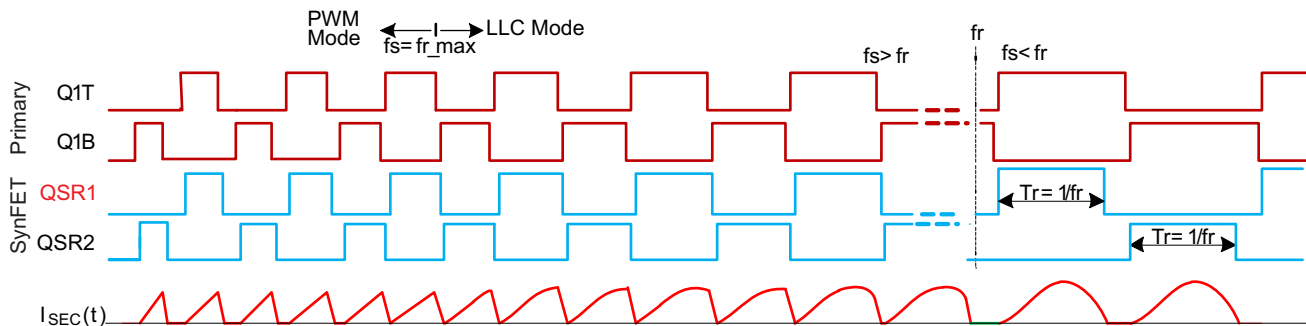 PWM
Mode
LLC Mode
fs= fr_max
fs> fr
fr
fs< fr
Primary
Q1T
Q1B
SynFET
QSR1
Tr= 1/fr
QSR2
Tr= 1/fr
ISEC(t)